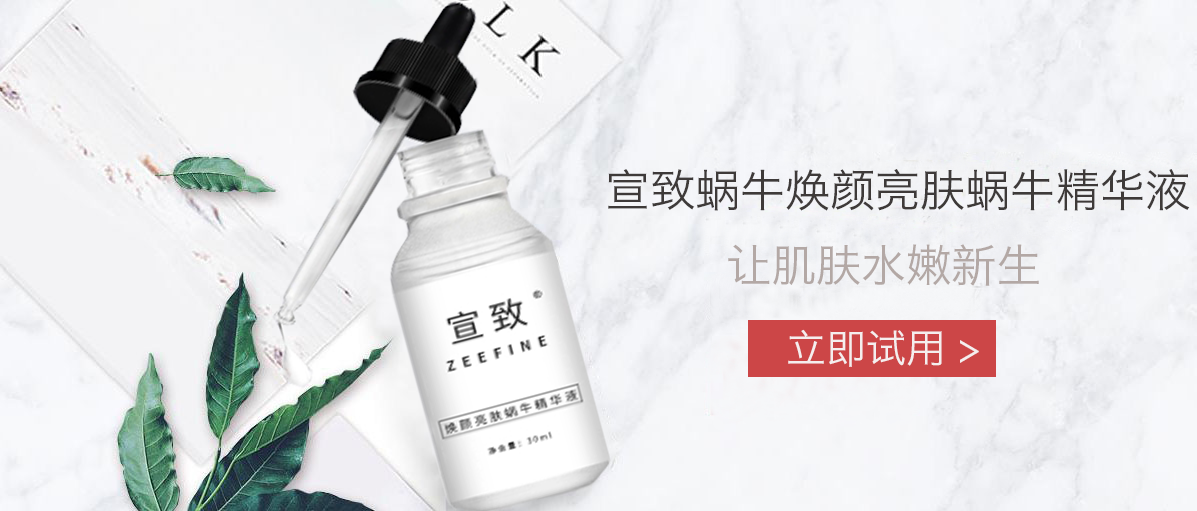 LK
宣致蜗牛焕颜亮肤蜗牛精华液
让肌肤水嫩新生
立即试用 >
宣致®
ZEEFINE
焕颜亮肤蜗牛精华液
净含量：30ml